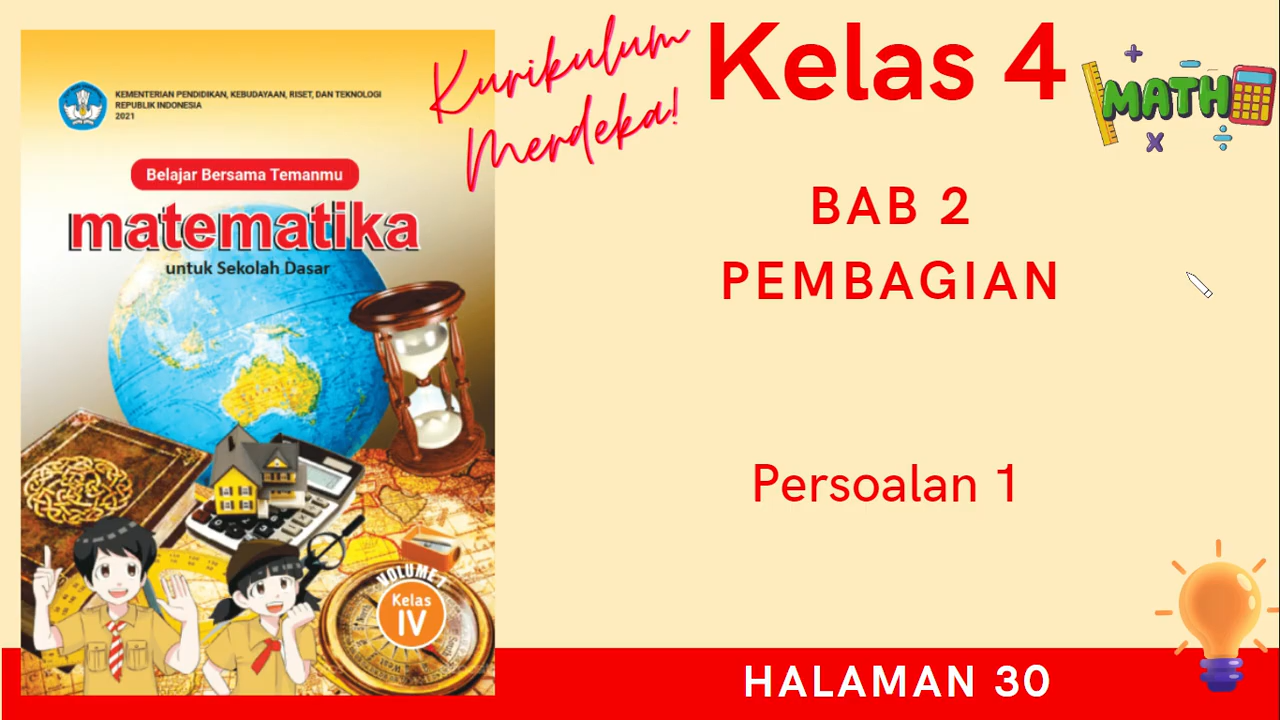 KEMENTERIAN PENDIDIKAN, KEBUDAYAAN, RISET, DAN TEKNOLOGI
REPUBLIK INDONESIA
2021
Belajar Bersama Temanmu
matematika
untuk Sekolah Dasar
VOLUME 1
Kelas
IV
Kurikulum
Merdeka!
Kelas 4
MATH
BAB 2
PEMBAGIAN
Persoalan 1
HALAMAN 30